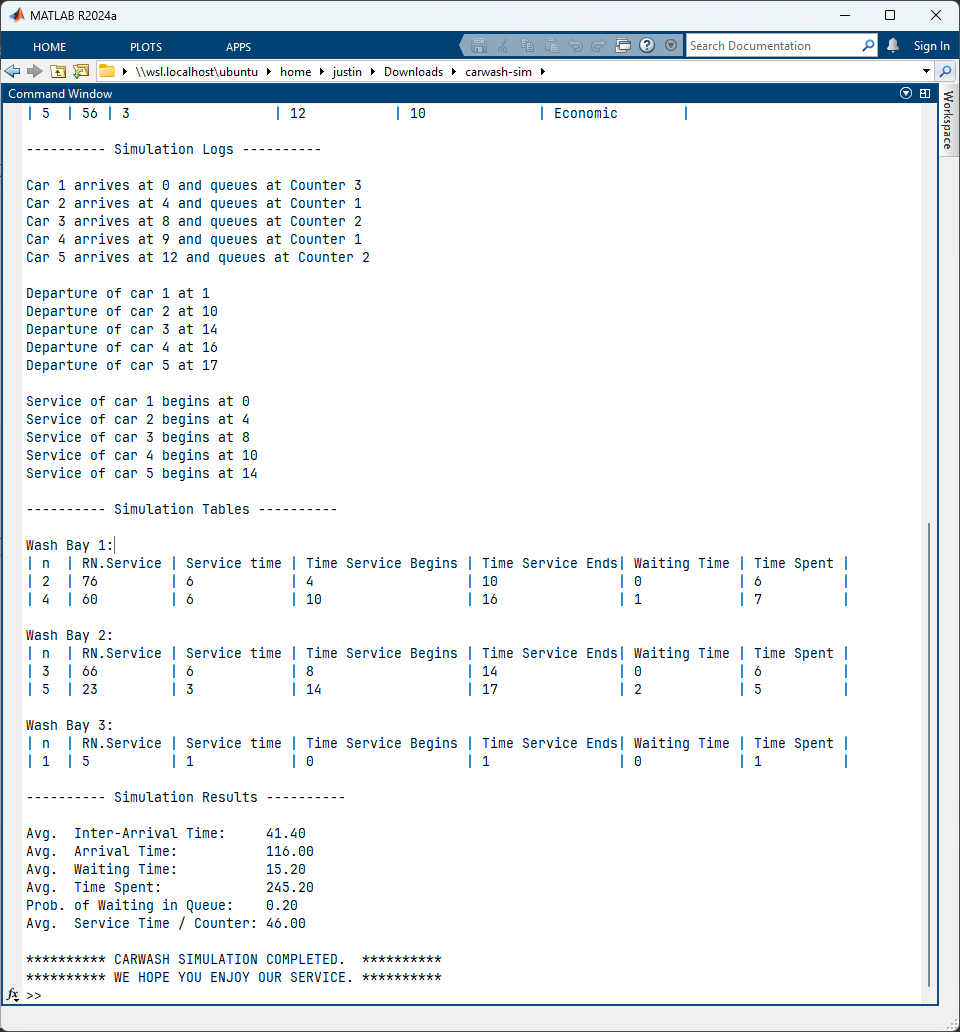 MATLAB R2024a
HOME PLOTS APPS Search Documentation Sign In
\\wsl.localhost\ubuntu home justin Downloads carwash-sim
Command Window
Workspace
| 5 | 56 | 3 | 12 | 10 | Economic |
---------- Simulation Logs ----------
Car 1 arrives at 0 and queues at Counter 3
Car 2 arrives at 4 and queues at Counter 1
Car 3 arrives at 8 and queues at Counter 2
Car 4 arrives at 9 and queues at Counter 1
Car 5 arrives at 12 and queues at Counter 2
Departure of car 1 at 1
Departure of car 2 at 10
Departure of car 3 at 14
Departure of car 4 at 16
Departure of car 5 at 17
Service of car 1 begins at 0
Service of car 2 begins at 4
Service of car 3 begins at 8
Service of car 4 begins at 10
Service of car 5 begins at 14
---------- Simulation Tables ----------
Wash Bay 1:
| n | RN.Service | Service time | Time Service Begins | Time Service Ends| Waiting Time | Time Spent |
| 2 | 76 | 6 | 4 | 10 | 0 | 6 |
| 4 | 60 | 6 | 10 | 16 | 1 | 7 |
Wash Bay 2:
| n | RN.Service | Service time | Time Service Begins | Time Service Ends| Waiting Time | Time Spent |
| 3 | 66 | 6 | 8 | 14 | 0 | 6 |
| 5 | 23 | 3 | 14 | 17 | 2 | 5 |
Wash Bay 3:
| n | RN.Service | Service time | Time Service Begins | Time Service Ends| Waiting Time | Time Spent |
| 1 | 5 | 1 | 0 | 1 | 0 | 1 |
---------- Simulation Results ----------
Avg. Inter-Arrival Time: 41.40
Avg. Arrival Time: 116.00
Avg. Waiting Time: 15.20
Avg. Time Spent: 245.20
Prob. of Waiting in Queue: 0.20
Avg. Service Time / Counter: 46.00
********** CARWASH SIMULATION COMPLETED. **********
********** WE HOPE YOU ENJOY OUR SERVICE. **********
fx >>